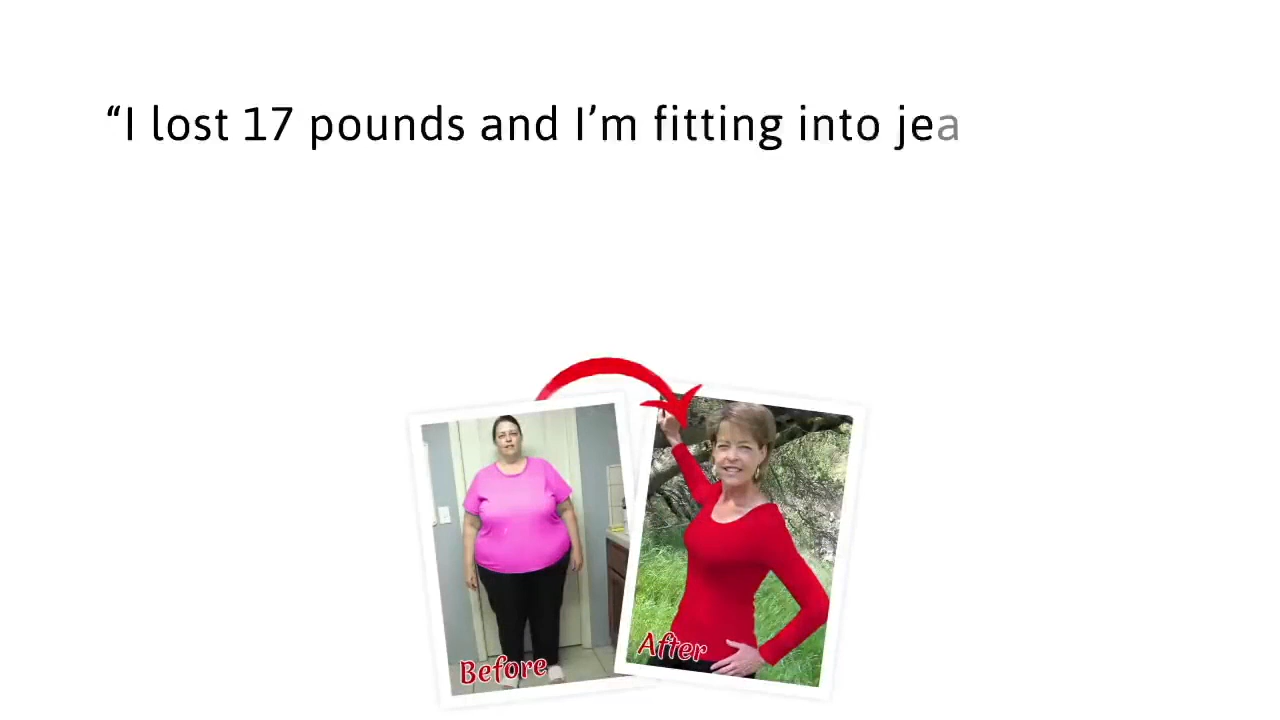 “I lost 17 pounds and I’m fitting into jea
Before
After